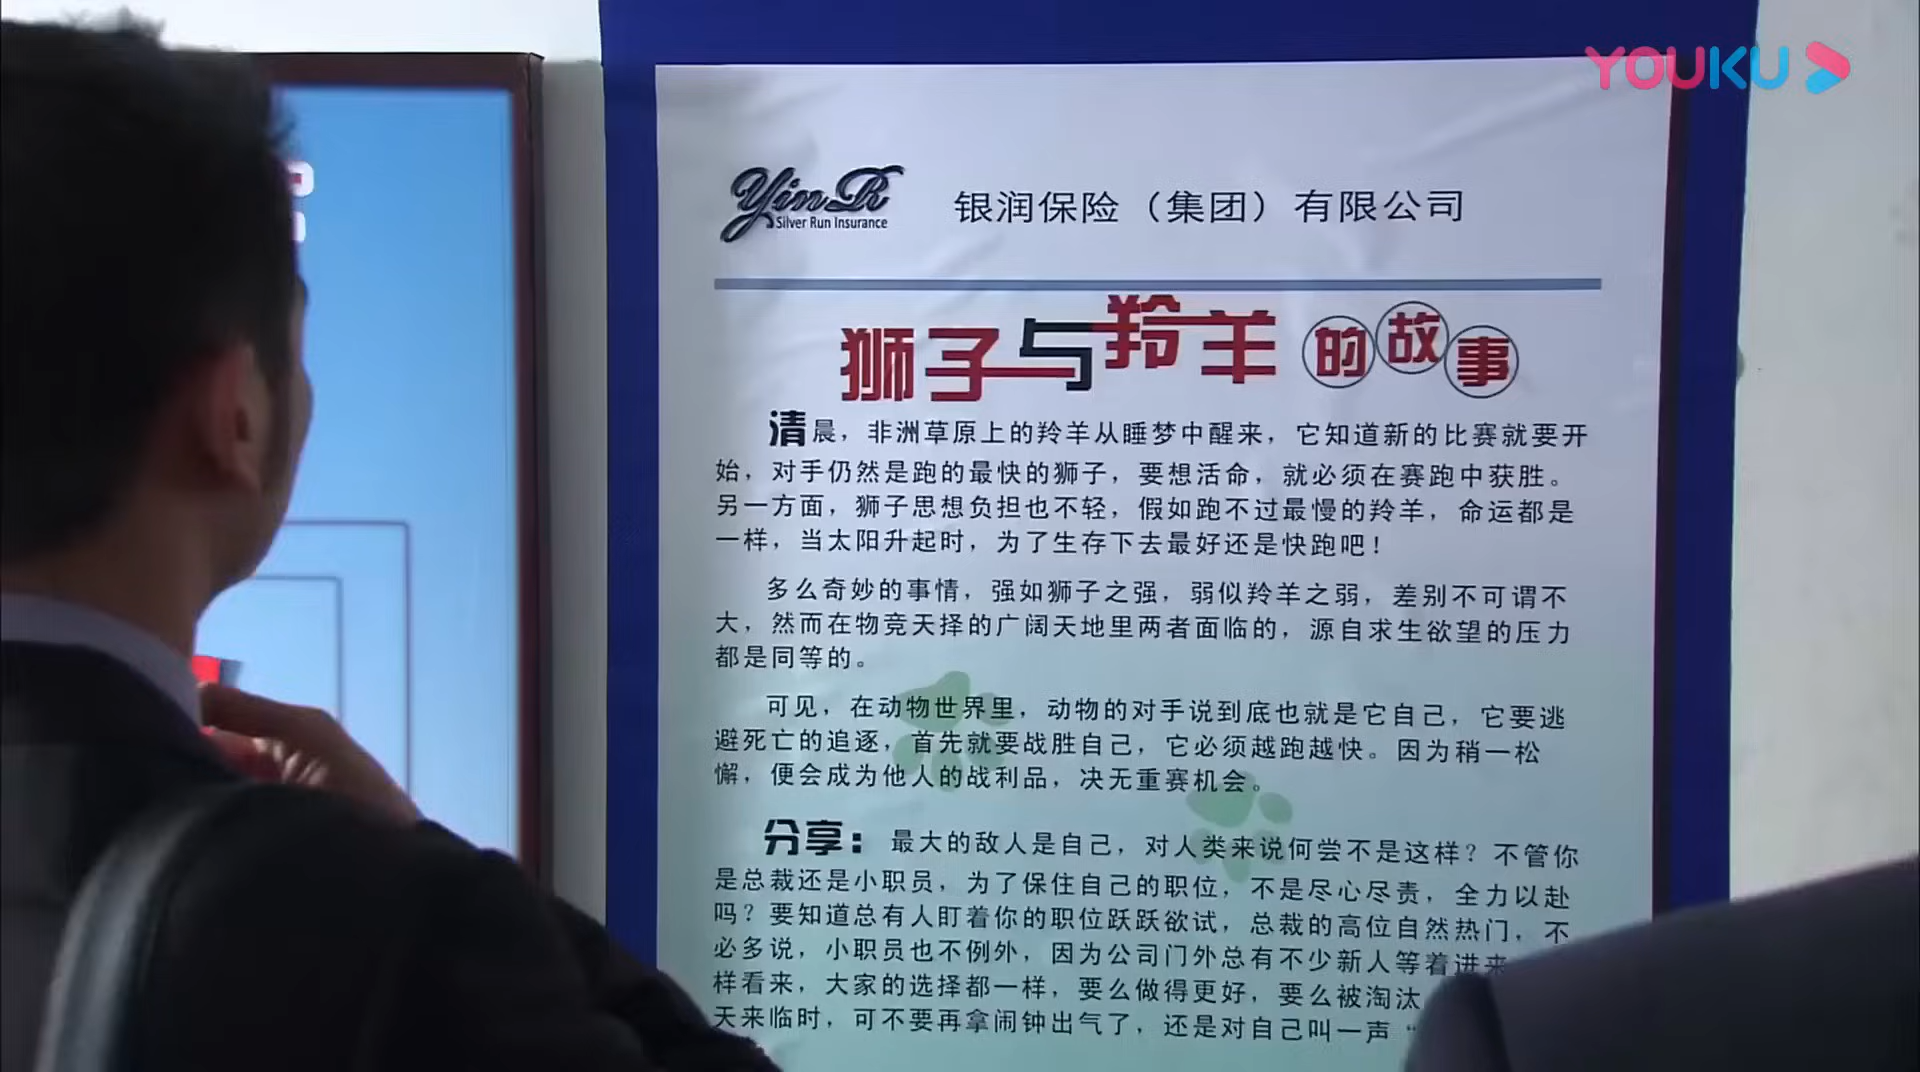 YOUKU
YinR
Silver Run Insurance
银润保险（集团）有限公司
狮子与羚羊的故事
清晨，非洲草原上的羚羊从睡梦中醒来，它知道新的比赛就要开
始，对手仍然是跑的最快的狮子，要想活命，就必须在赛跑中获胜。
另一方面，狮子思想负担也不轻，假如跑不过最慢的羚羊，命运都是
一样，当太阳升起时，为了生存下去最好还是快跑吧！
多么奇妙的事情，强如狮子之强，弱似羚羊之弱，差别不可谓不
大，然而在物竞天择的广阔天地里两者面临的，源自求生欲望的压力
都是同等的。
可见，在动物世界里，动物的对手说到底也就是它自己，它要逃
避死亡的追逐，首先就要战胜自己，它必须越跑越快。因为稍一松
懈，便会成为他人的战利品，决无重赛机会。
分享：最大的敌人是自己，对人类来说何尝不是这样？不管你
是总裁还是小职员，为了保住自己的职位，不是尽心尽责，全力以赴
吗？要知道总有人盯着你的职位跃跃欲试，总裁的高位自然热门，不
必多说，小职员也不例外，因为公司门外总有不少新人等着进来
样看来，大家的选择都一样，要么做得更好，要么被淘汰
天来临时，可不要再拿闹钟出气了，还是对自己叫一声“